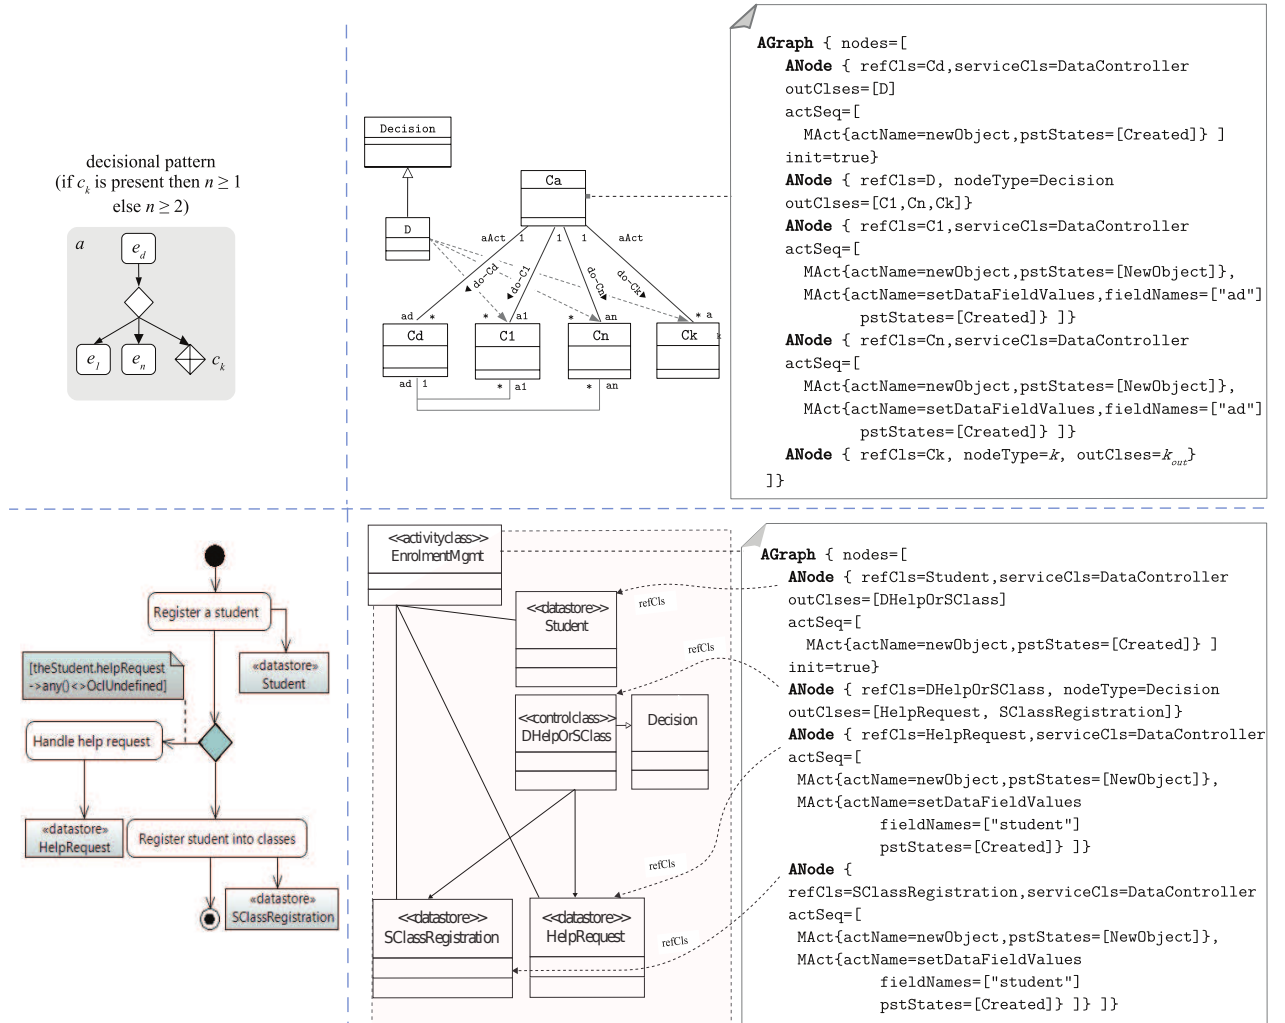 decisional pattern
(if ck is present then n ≥ 1
else n ≥ 2)
a
ed
el
en
ck
Decision
D
Ca
aAct
1
1
1
aAct
do-Cd
do-C1
do-Cn
do-Ck
ad
*
*
a1
*
an
*
a
k
Cd
C1
Cn
Ck
ad
1
*
a1
*
an
AGraph { nodes=[
ANode { refCls=Cd,serviceCls=DataController
outClses=[D]
actSeq=[
MAct{actName=newObject,pstStates=[Created]} ]
init=true}
ANode { refCls=D, nodeType=Decision
outClses=[C1,Cn,Ck]}
ANode { refCls=C1,serviceCls=DataController
actSeq=[
MAct{actName=newObject,pstStates=[NewObject]},
MAct{actName=setDataFieldValues,fieldNames=["ad"]
pstStates=[Created]} ]}
ANode { refCls=Cn,serviceCls=DataController
actSeq=[
MAct{actName=newObject,pstStates=[NewObject]},
MAct{actName=setDataFieldValues,fieldNames=["ad"]
pstStates=[Created]} ]}
ANode { refCls=Ck, nodeType=k, outClses=kout}
]}
Register a student
«datastore»
Student
[theStudent.helpRequest
->any()<>OclUndefined]
Handle help request
«datastore»
HelpRequest
Register student into classes
«datastore»
SClassRegistration
<<activityclass>>
EnrolmentMgmt
<<datastore>>
Student
<<controlclass>>
DHelpOrSClass
Decision
<<datastore>>
SClassRegistration
<<datastore>>
HelpRequest
refCls
refCls
refCls
refCls
AGraph { nodes=[
ANode { refCls=Student,serviceCls=DataController
outClses=[DHelpOrSClass]
actSeq=[
MAct{actName=newObject,pstStates=[Created]} ]
init=true}
ANode { refCls=DHelpOrSClass, nodeType=Decision
outClses=[HelpRequest, SClassRegistration]}
ANode { refCls=HelpRequest,serviceCls=DataController
actSeq=[
MAct{actName=newObject,pstStates=[NewObject]},
MAct{actName=setDataFieldValues
fieldNames=["student"]
pstStates=[Created]} ]}
ANode {
refCls=SClassRegistration,serviceCls=DataController
actSeq=[
MAct{actName=newObject,pstStates=[NewObject]},
MAct{actName=setDataFieldValues
fieldNames=["student"]
pstStates=[Created]} ]} ]}